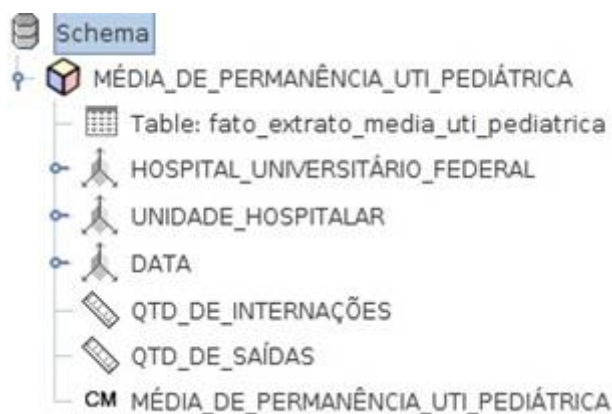 Schema
MÉDIA_DE_PERMANÊNCIA_UTI_PEDIÁTRICA
Table: fato_extrato_media_uti_pediatrica
HOSPITAL_UNIVERSITÁRIO_FEDERAL
UNIDADE_HOSPITALAR
DATA
QTD_DE_INTERNAÇÕES
QTD_DE_SAÍDAS
CM MÉDIA_DE_PERMANÊNCIA_UTI_PEDIÁTRICA